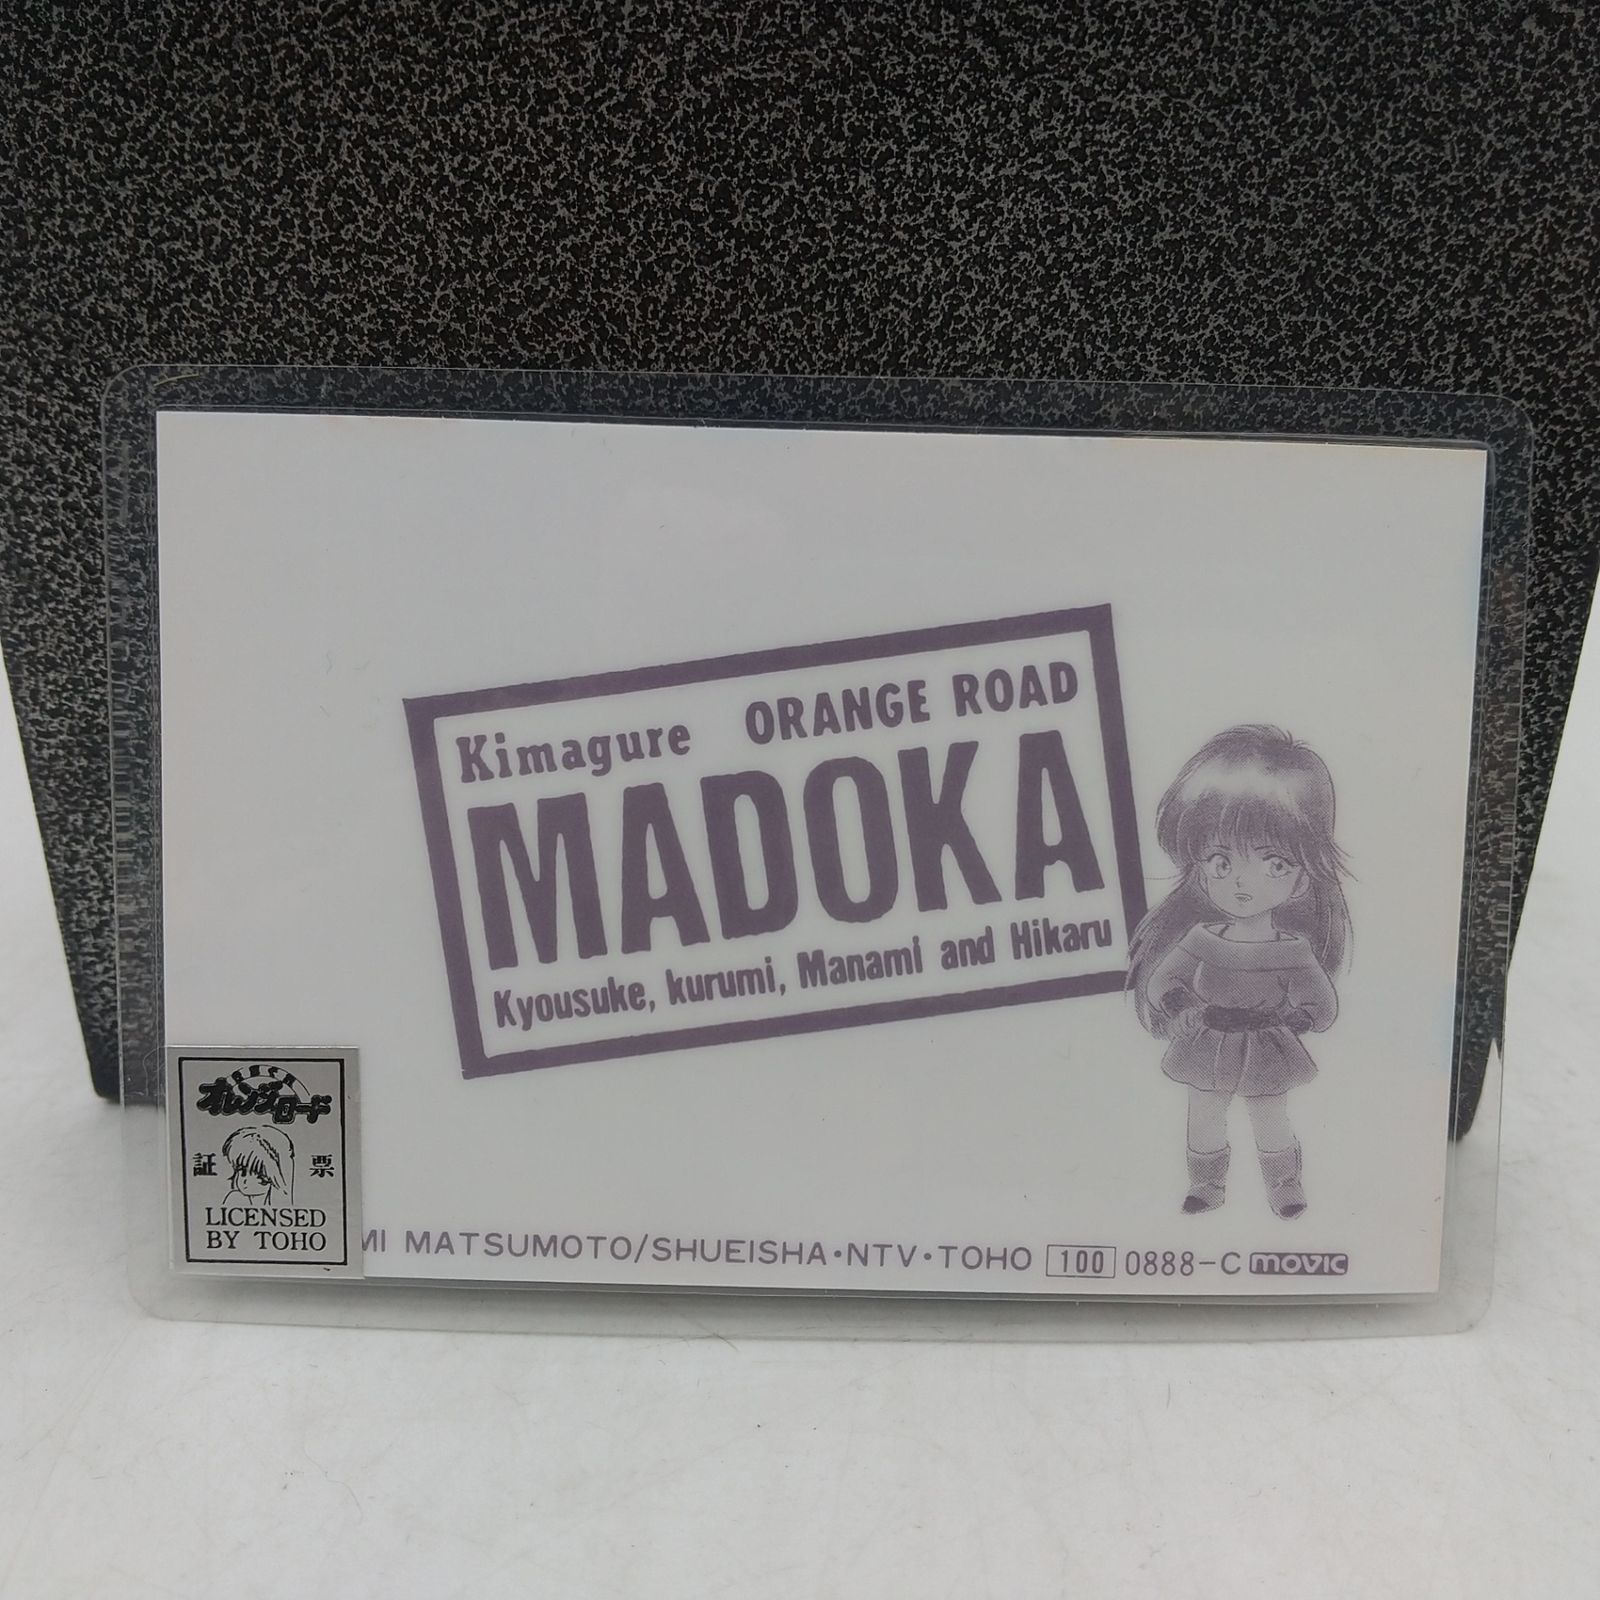 Kimagure ORANGE ROAD
MADOKA
Kyousuke, kurumi, Manami and Hikaru
オレンジロード
証 票
LICENSED
BY TOHO
MI MATSUMOTO/SHUEISHA・NTV・TOHO 100 0888-C movic